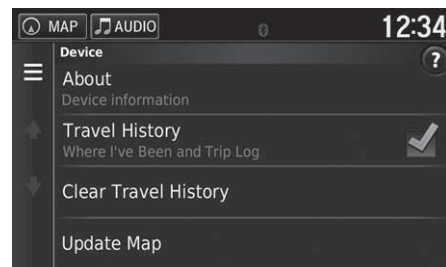 MAP AUDIO 12:34
Device
?
About
Device information
Travel History
Where I've Been and Trip Log
Clear Travel History
Update Map